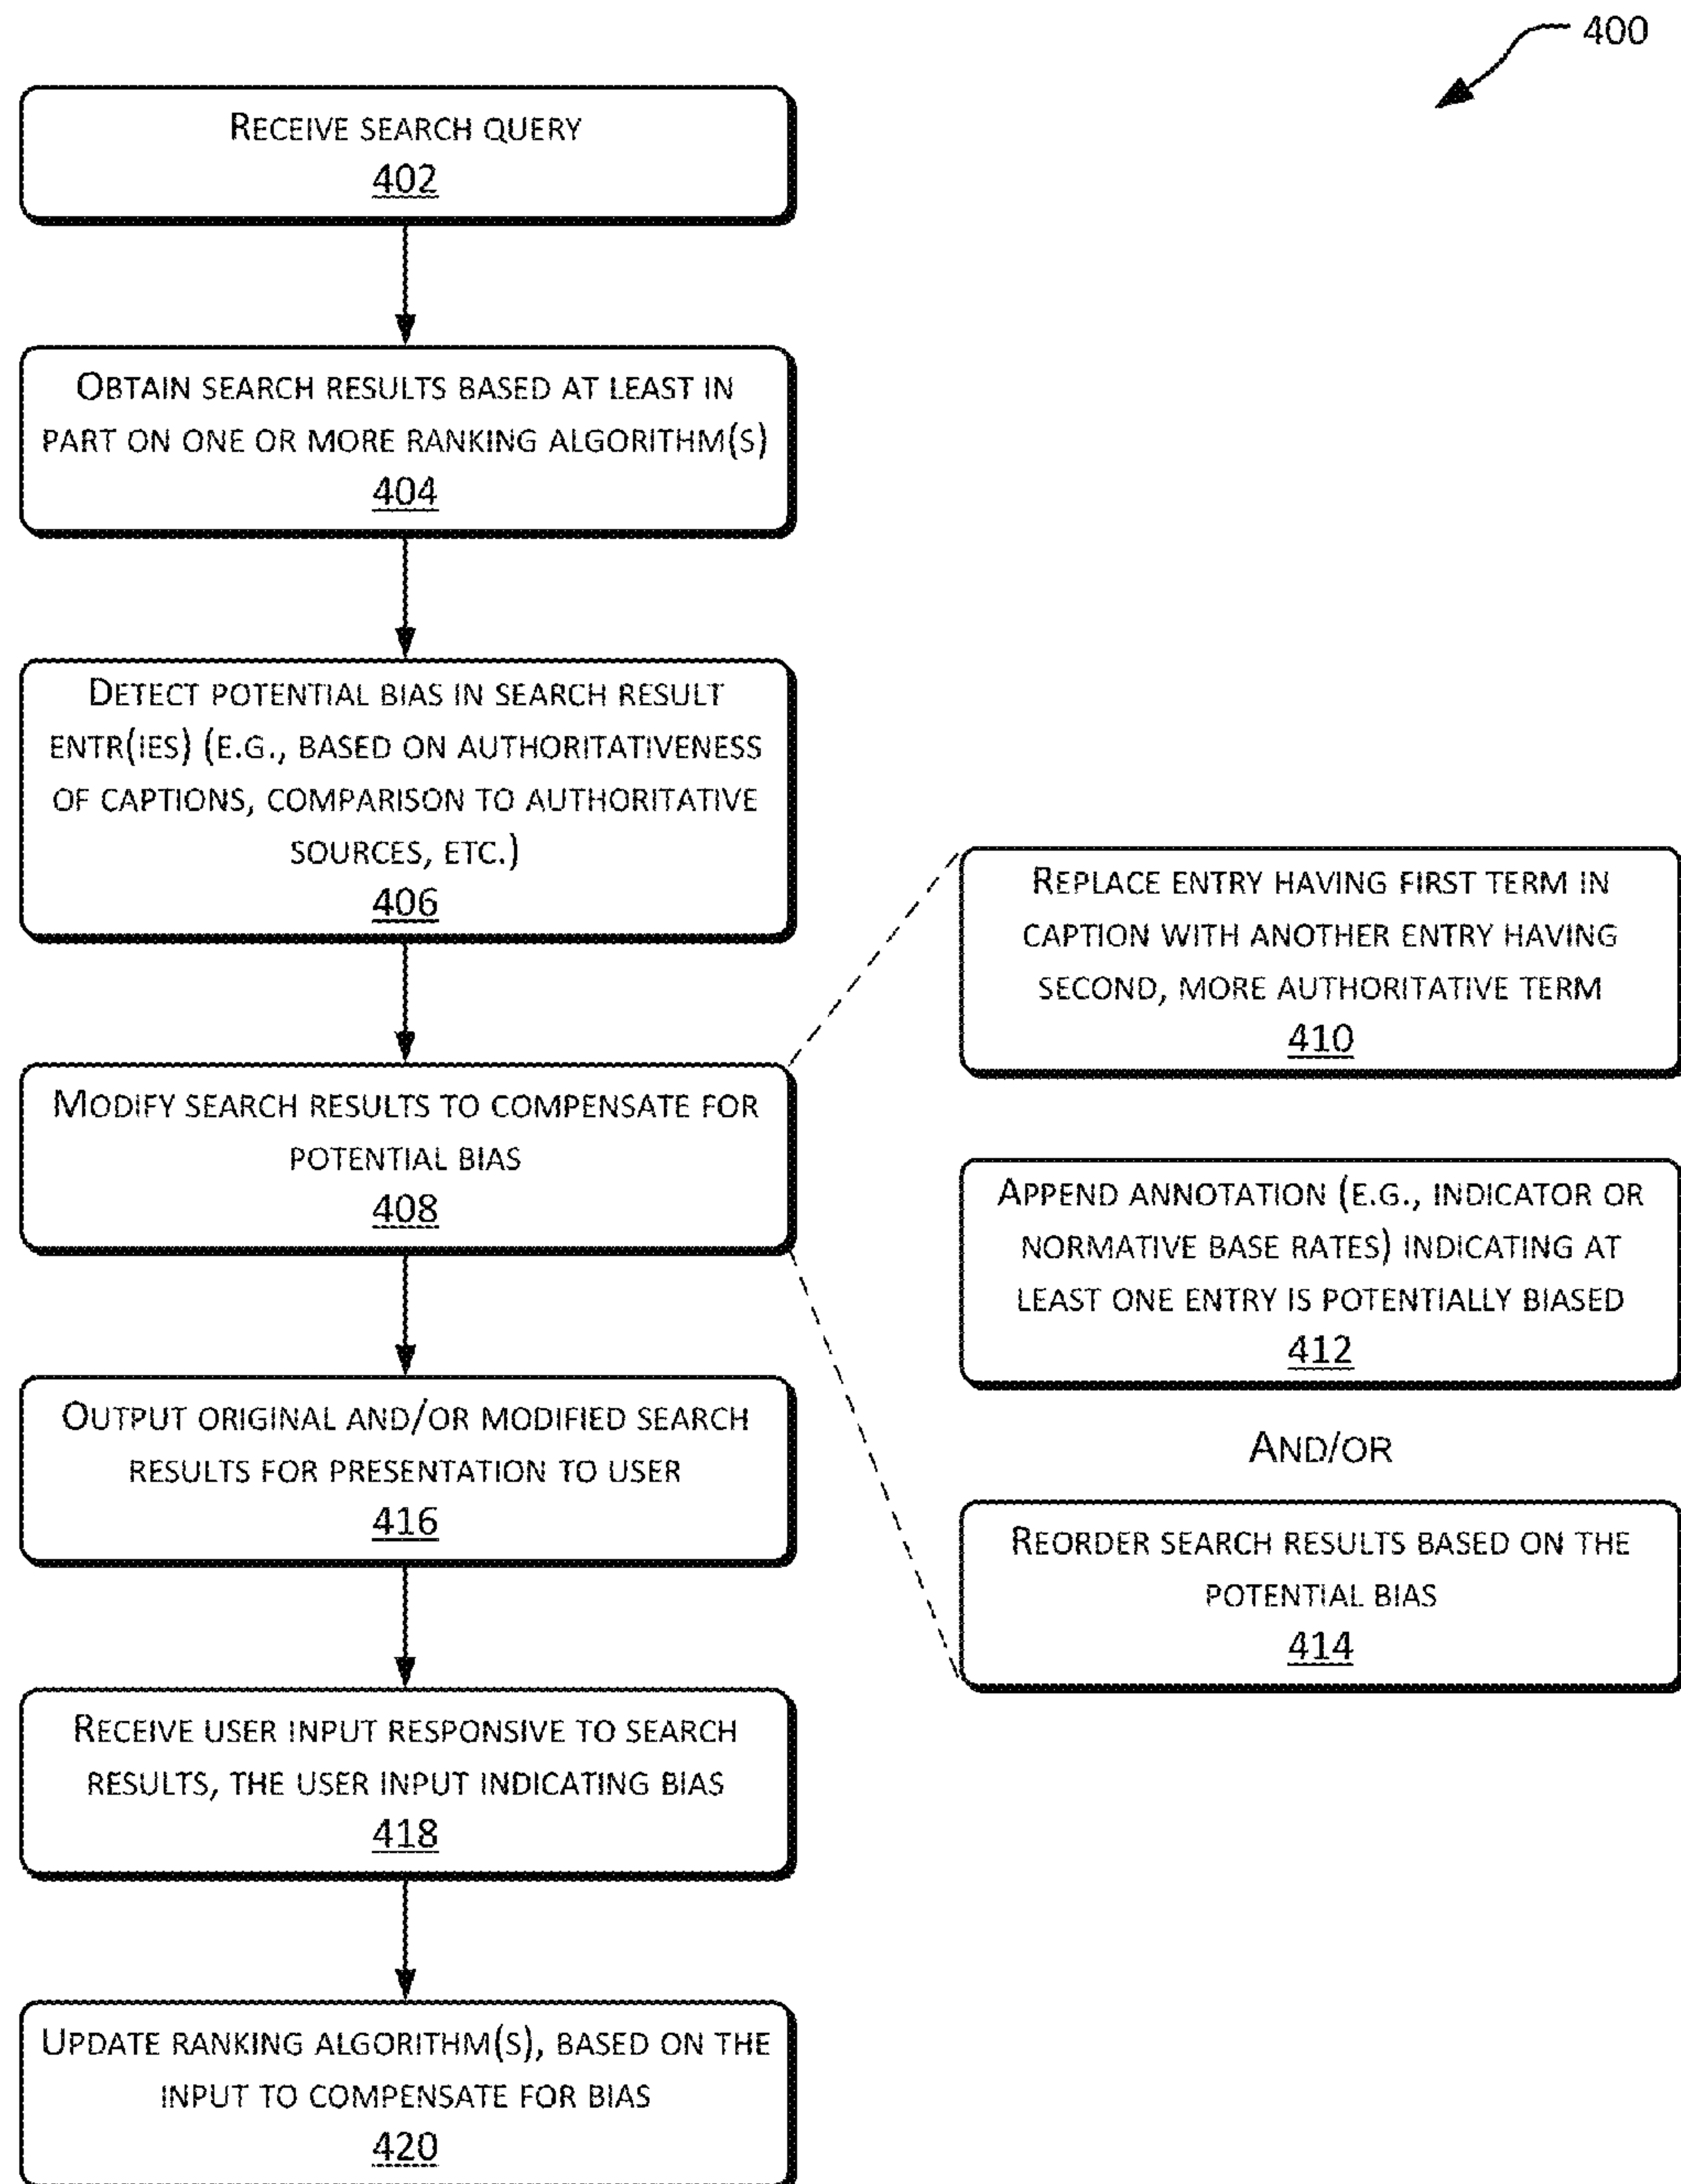 400
RECEIVE SEARCH QUERY
402
OBTAIN SEARCH RESULTS BASED AT LEAST IN
PART ON ONE OR MORE RANKING ALGORITHM(S)
404
DETECT POTENTIAL BIAS IN SEARCH RESULT
ENTR(IES) (E.G., BASED ON AUTHORITATIVENESS
OF CAPTIONS, COMPARISON TO AUTHORITATIVE
SOURCES, ETC.)
406
MODIFY SEARCH RESULTS TO COMPENSATE FOR
POTENTIAL BIAS
408
REPLACE ENTRY HAVING FIRST TERM IN
CAPTION WITH ANOTHER ENTRY HAVING
SECOND, MORE AUTHORITATIVE TERM
410
APPEND ANNOTATION (E.G., INDICATOR OR
NORMATIVE BASE RATES) INDICATING AT
LEAST ONE ENTRY IS POTENTIALLY BIASED
412
AND/OR
REORDER SEARCH RESULTS BASED ON THE
POTENTIAL BIAS
414
OUTPUT ORIGINAL AND/OR MODIFIED SEARCH
RESULTS FOR PRESENTATION TO USER
416
RECEIVE USER INPUT RESPONSIVE TO SEARCH
RESULTS, THE USER INPUT INDICATING BIAS
418
UPDATE RANKING ALGORITHM(S), BASED ON THE
INPUT TO COMPENSATE FOR BIAS
420